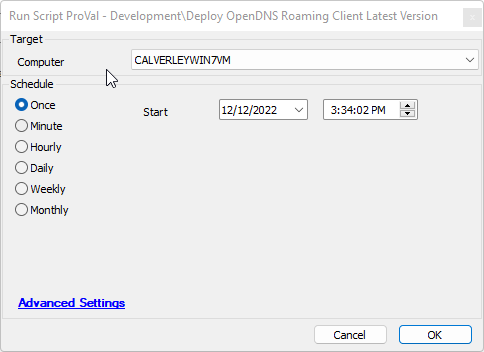 Run Script ProVal - Development\Deploy OpenDNS Roaming Client Latest Version
Target
Computer
CALVERLEYWIN7VM
Schedule
Once
Start
12/12/2022
3:34:02 PM
Minute
Hourly
Daily
Weekly
Monthly
Advanced Settings
Cancel
OK